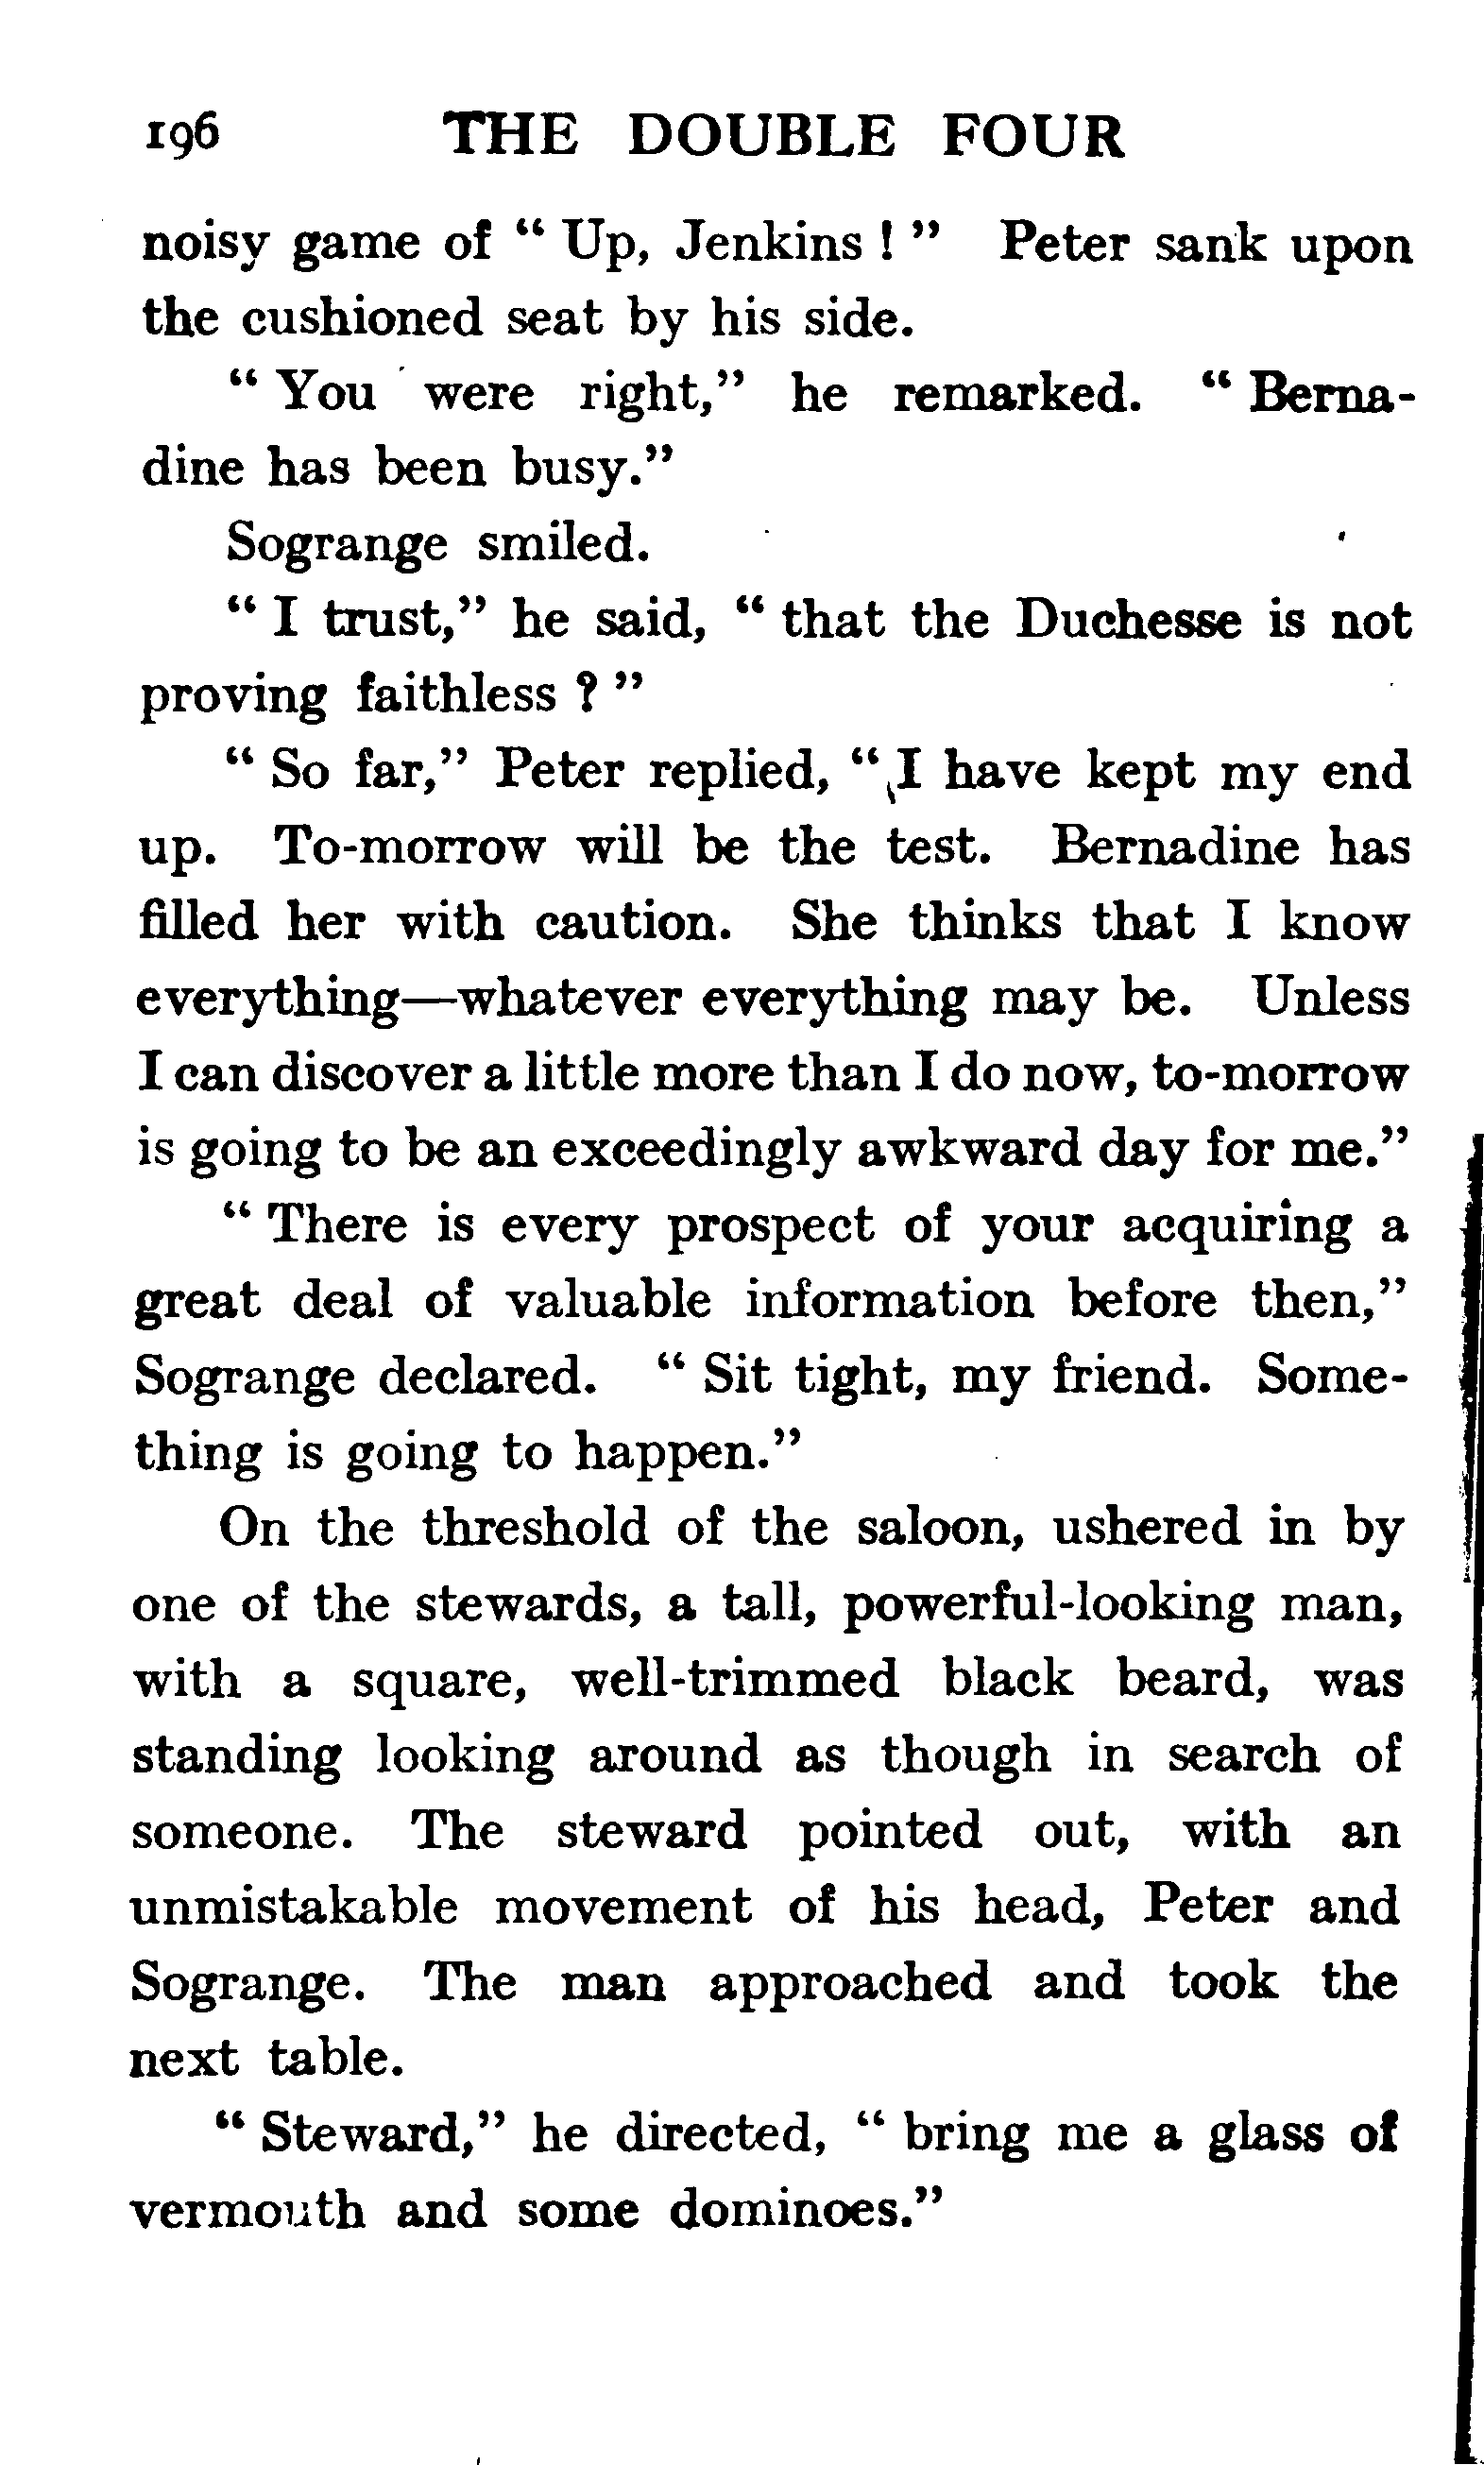 196 THE DOUBLE FOUR
noisy game of “ Up, Jenkins ! ” Peter sank upon
the cushioned seat by his side.
“ You were right,” he remarked. “ Berna-
dine has been busy.”
Sogrange smiled.
“ I trust,” he said, “ that the Duchesse is not
proving faithless ? ”
“ So far,” Peter replied, “ I have kept my end
up. To-morrow will be the test. Bernadine has
filled her with caution. She thinks that I know
everything—whatever everything may be. Unless
I can discover a little more than I do now, to-morrow
is going to be an exceedingly awkward day for me.”
“ There is every prospect of your acquiring a
great deal of valuable information before then,”
Sogrange declared. “ Sit tight, my friend. Some-
thing is going to happen.”
On the threshold of the saloon, ushered in by
one of the stewards, a tall, powerful-looking man,
with a square, well-trimmed black beard, was
standing looking around as though in search of
someone. The steward pointed out, with an
unmistakable movement of his head, Peter and
Sogrange. The man approached and took the
next table.
“ Steward,” he directed, “ bring me a glass of
vermouth and some dominoes.”